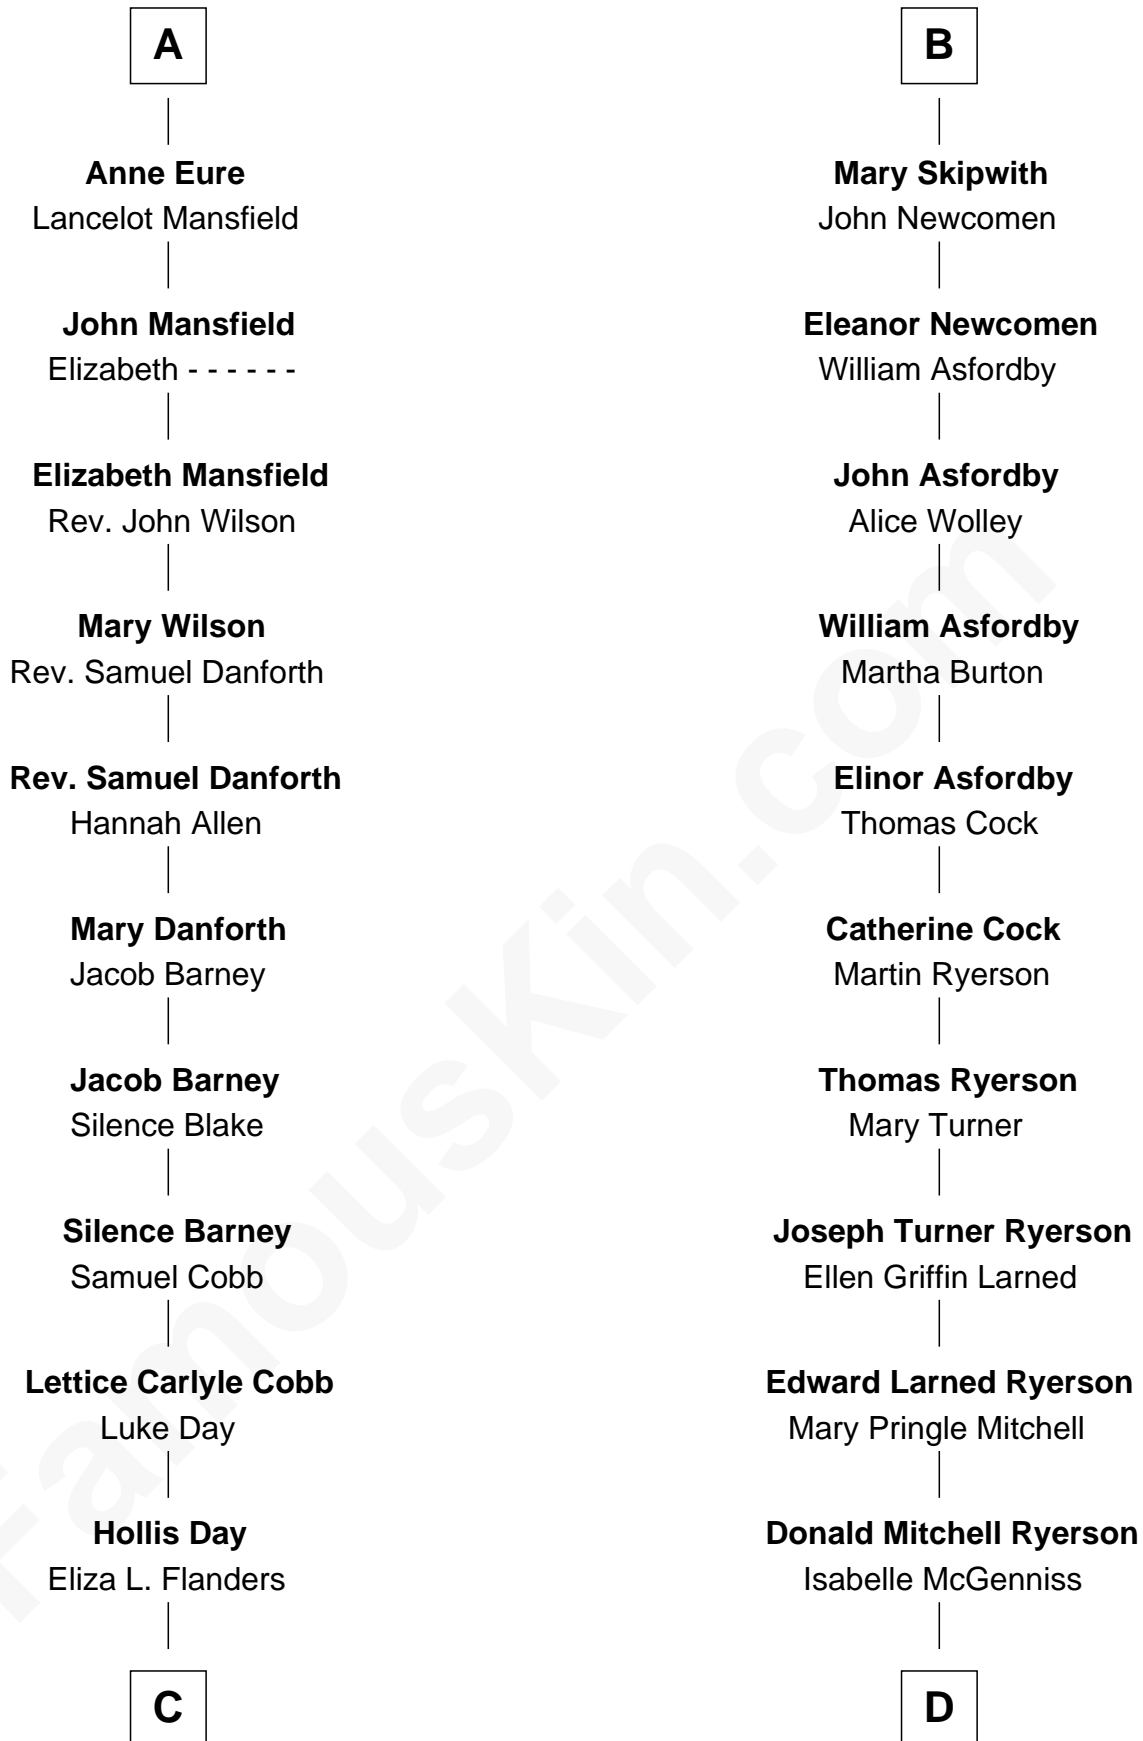 A
Anne Eure
Lancelot Mansfield
John Mansfield
Elizabeth - - - - - -
Elizabeth Mansfield
Rev. John Wilson
Mary Wilson
Rev. Samuel Danforth
Rev. Samuel Danforth
Hannah Allen
Mary Danforth
Jacob Barney
Jacob Barney
Silence Blake
Silence Barney
Samuel Cobb
Lettice Carlyle Cobb
Luke Day
Hollis Day
Eliza L. Flanders
C
B
Mary Skipwith
John Newcomen
Eleanor Newcomen
William Asfordby
John Asfordby
Alice Wolley
William Asfordby
Martha Burton
Elinor Asfordby
Thomas Cock
Catherine Cock
Martin Ryerson
Thomas Ryerson
Mary Turner
Joseph Turner Ryerson
Ellen Griffin Larned
Edward Larned Ryerson
Mary Pringle Mitchell
Donald Mitchell Ryerson
Isabelle McGenniss
D
FamousKin.com